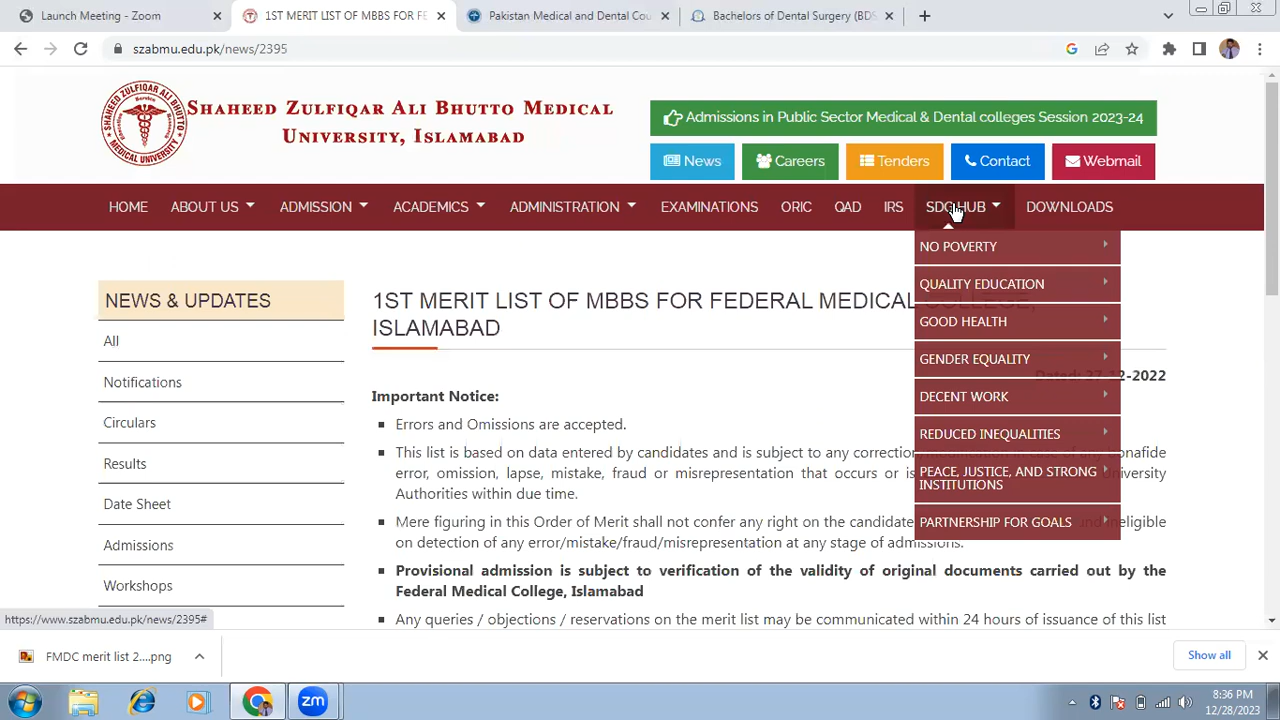 Launch Meeting - Zoom
1ST MERIT LIST OF MBBS FOR FE
Pakistan Medical and Dental Cou
Bachelors of Dental Surgery (BDS
szabmu.edu.pk/news/2395
SHAHEED ZULFIQAR ALI BHUTTO MEDICAL
UNIVERSITY, ISLAMABAD
Admissions in Public Sector Medical & Dental colleges Session 2023-24
News
Careers
Tenders
Contact
Webmail
HOME
ABOUT US
ADMISSION
ACADEMICS
ADMINISTRATION
EXAMINATIONS
ORIC
QAD
IRS
SDG HUB
DOWNLOADS
NO POVERTY
QUALITY EDUCATION
GOOD HEALTH
GENDER EQUALITY
DECENT WORK
REDUCED INEQUALITIES
PEACE, JUSTICE, AND STRONG
INSTITUTIONS
PARTNERSHIP FOR GOALS
NEWS & UPDATES
All
Notifications
Circulars
Results
Date Sheet
Admissions
Workshops
1ST MERIT LIST OF MBBS FOR FEDERAL MEDICAL COLLEGE,
ISLAMABAD
Dated: 27-12-2022
Important Notice:
Errors and Omissions are accepted.
This list is based on data entered by candidates and is subject to any correction bonafide
error, omission, lapse, mistake, fraud or misrepresentation that occurs or is University
Authorities within due time.
Mere figuring in this Order of Merit shall not confer any right on the candidate ineligible
on detection of any error/mistake/fraud/misrepresentation at any stage of admissions.
Provisional admission is subject to verification of the validity of original documents carried out by the
Federal Medical College, Islamabad
Any queries / objections / reservations on the merit list may be communicated within 24 hours of issuance of this list
https://www.szabmu.edu.pk/news/2395#
FMDC merit list 2....png
Show all
zm
8:36 PM
12/28/2023